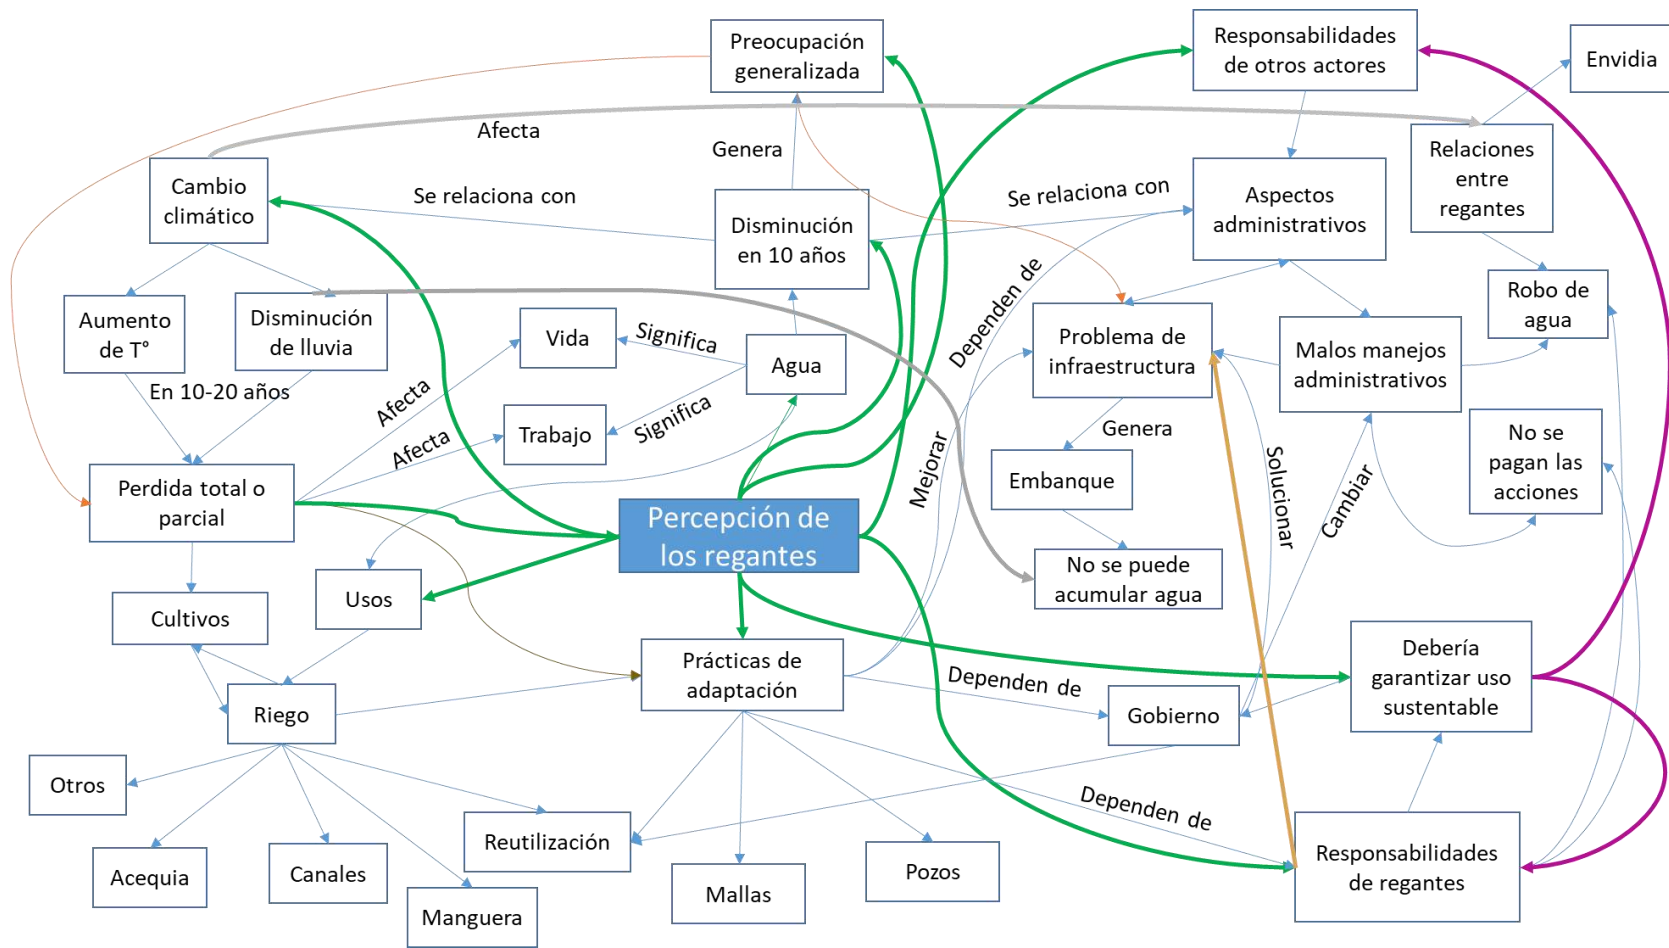 Preocupación
generalizada
Responsabilidades
de otros actores
Envidia
Afecta
Genera
Relaciones
entre
regantes
Cambio
climático
Se relaciona con
Se relaciona con
Disminución
en 10 años
Aspectos
administrativos
Dependen de
Robo de
agua
Aumento
de T°
Disminución
de lluvia
Vida
Significa
Agua
Problema de
infraestructura
Malos manejos
administrativos
En 10-20 años
Afecta
Afecta
Trabajo
Significa
Genera
No se
pagan las
acciones
Mejorar
Embanque
Solucionar
Cambiar
Perdida total o
parcial
Percepción de
los regantes
No se puede
acumular agua
Usos
Cultivos
Prácticas de
adaptación
Dependen de
Debería
garantizar uso
sustentable
Riego
Gobierno
Otros
Dependen de
Reutilización
Acequia
Canales
Manguera
Mallas
Pozos
Responsabilidades
de regantes